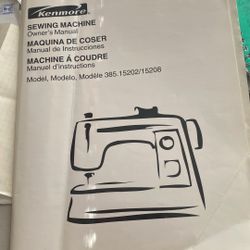 Kenmore
SEWING MACHINE
Owner's Manual
MAQUINA DE COSER
Manual de Instrucciones
MACHINE À COUDRE
Manuel d'instructions
Model, Modelo, Modèle 385.15202/15208